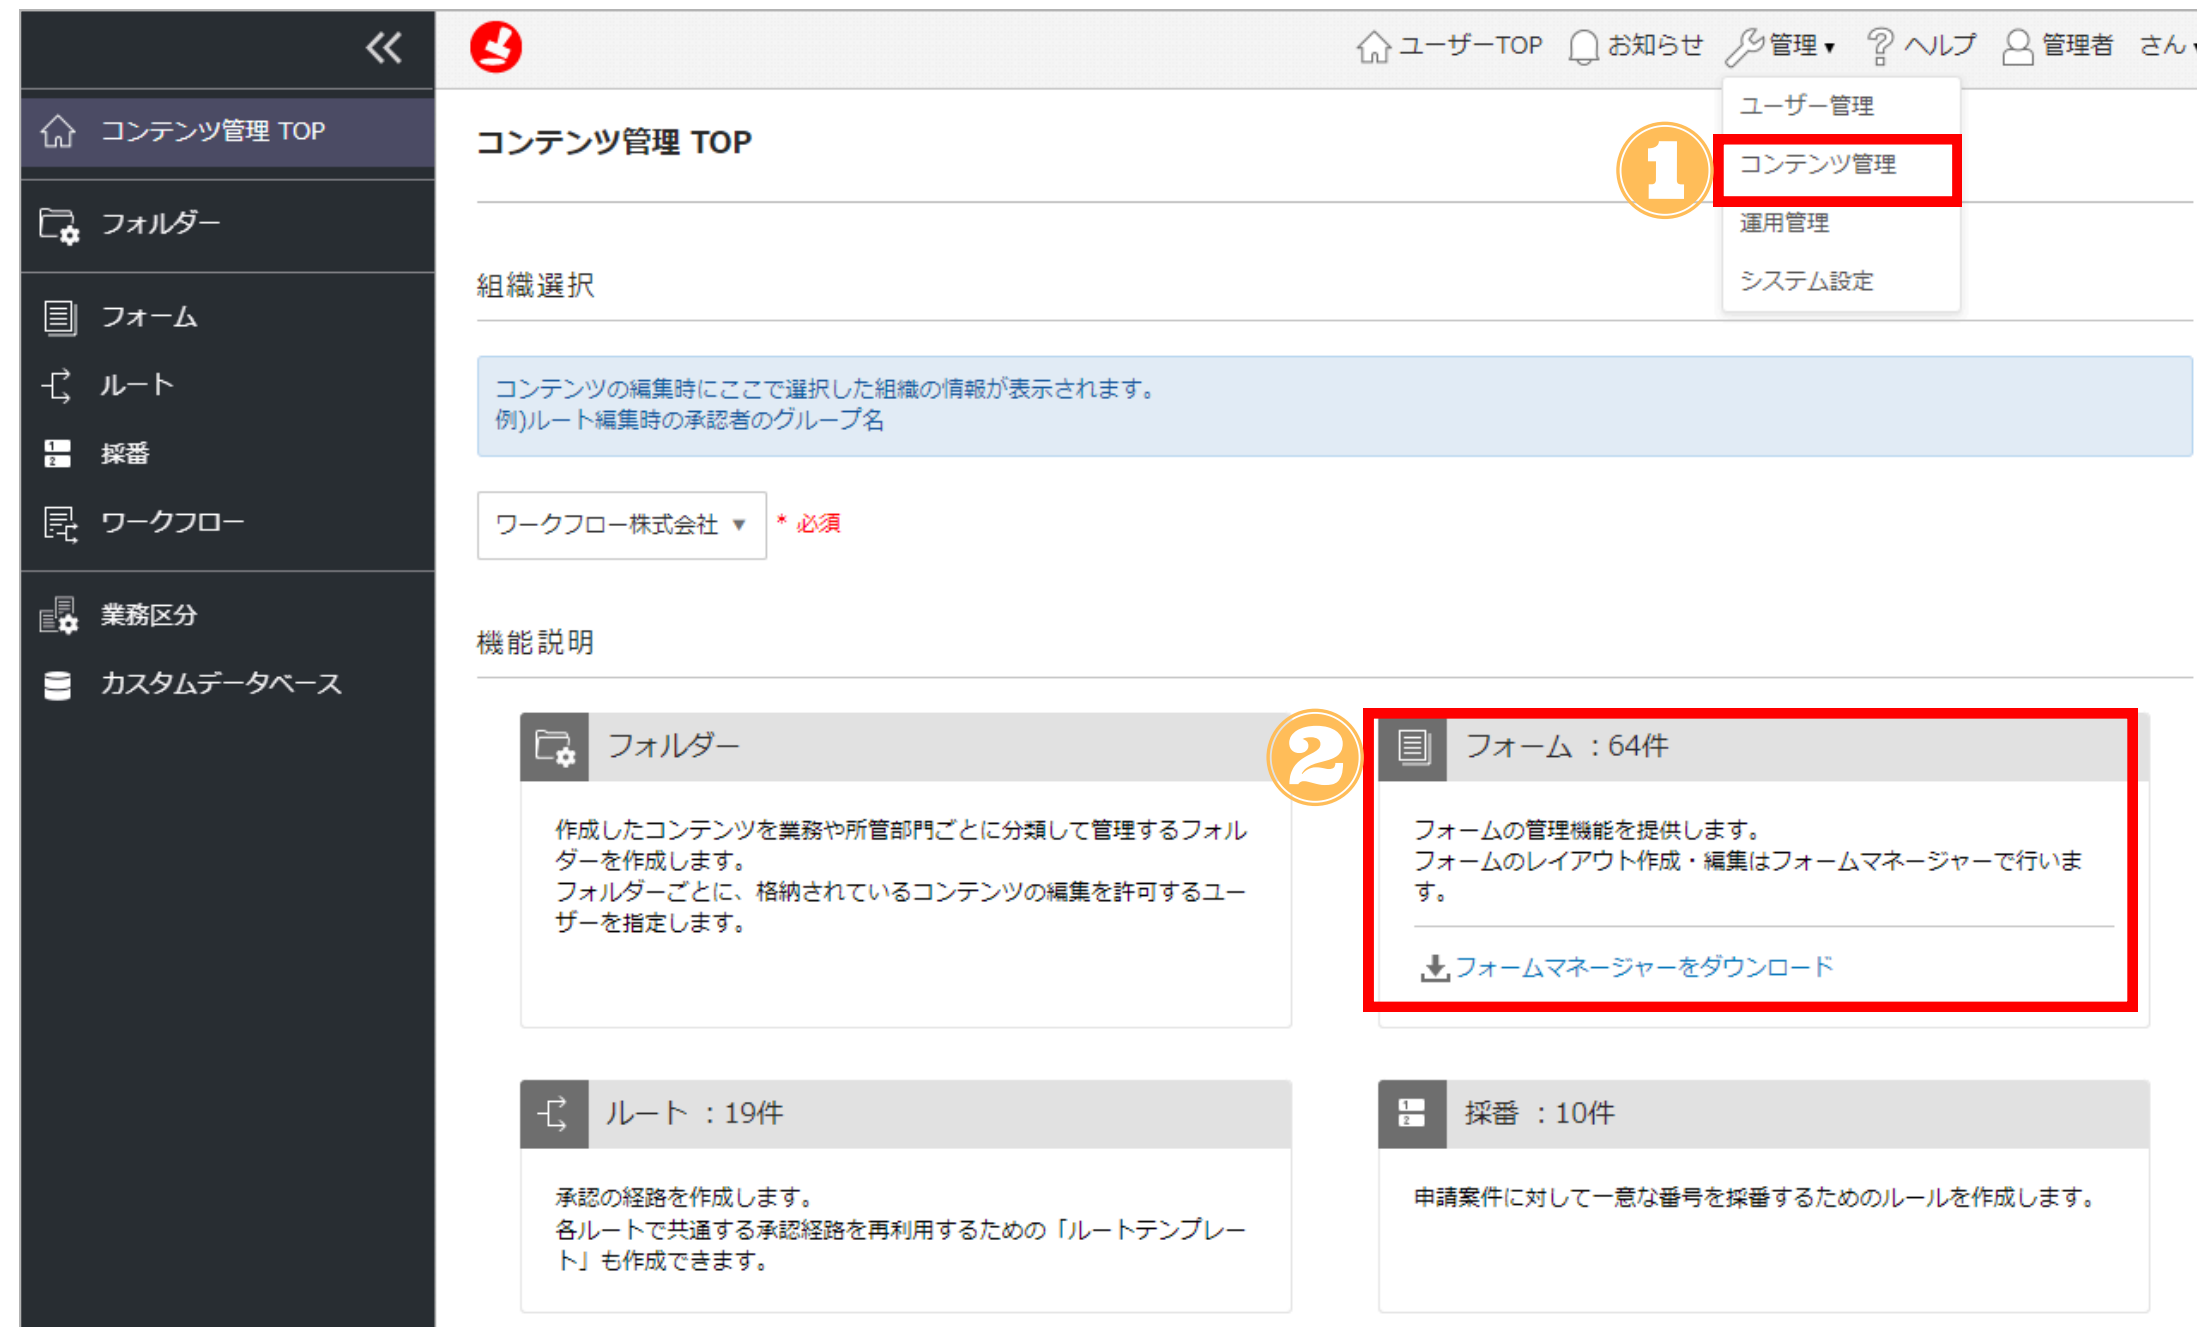 ユーザーTOP お知らせ 管理▼ ヘルプ 管理者 さん
ユーザー管理
コンテンツ管理
運用管理
システム設定
1
コンテンツ管理 TOP
フォルダー
フォーム
ルート
採番
ワークフロー
業務区分
カスタムデータベース
コンテンツ管理 TOP
組織選択
コンテンツの編集時にここで選択した組織の情報が表示されます。
例)ルート編集時の承認者のグループ名
ワークフロー株式会社 ▼ * 必須
機能説明
フォルダー
作成したコンテンツを業務や所管部門ごとに分類して管理するフォル
ダーを作成します。
フォルダーごとに、格納されているコンテンツの編集を許可するユー
ザーを指定します。
2
フォーム ：64件
フォームの管理機能を提供します。
フォームのレイアウト作成・編集はフォームマネージャーで行いま
す。
フォームマネージャーをダウンロード
ルート ：19件
承認の経路を作成します。
各ルートで共通する承認経路を再利用するための「ルートテンプレー
ト」も作成できます。
採番 ：10件
申請案件に対して一意な番号を採番するためのルールを作成します。